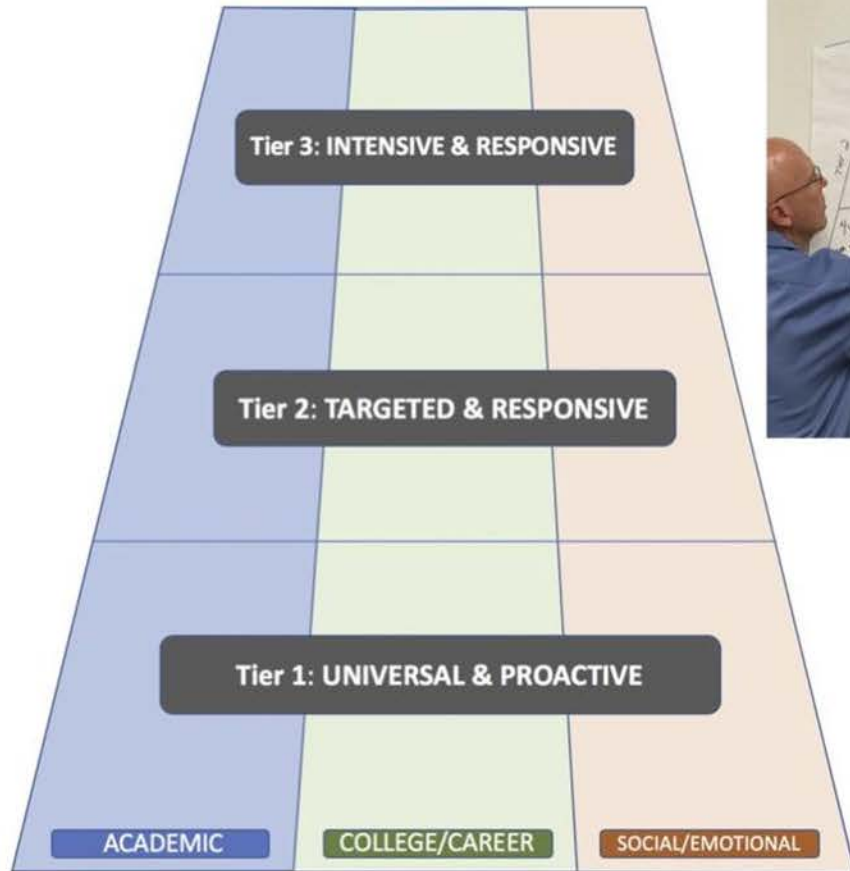 Tier 3: INTENSIVE & RESPONSIVE
Tier 2: TARGETED & RESPONSIVE
Tier 1: UNIVERSAL & PROACTIVE
ACADEMIC
COLLEGE/CAREER
SOCIAL/EMOTIONAL